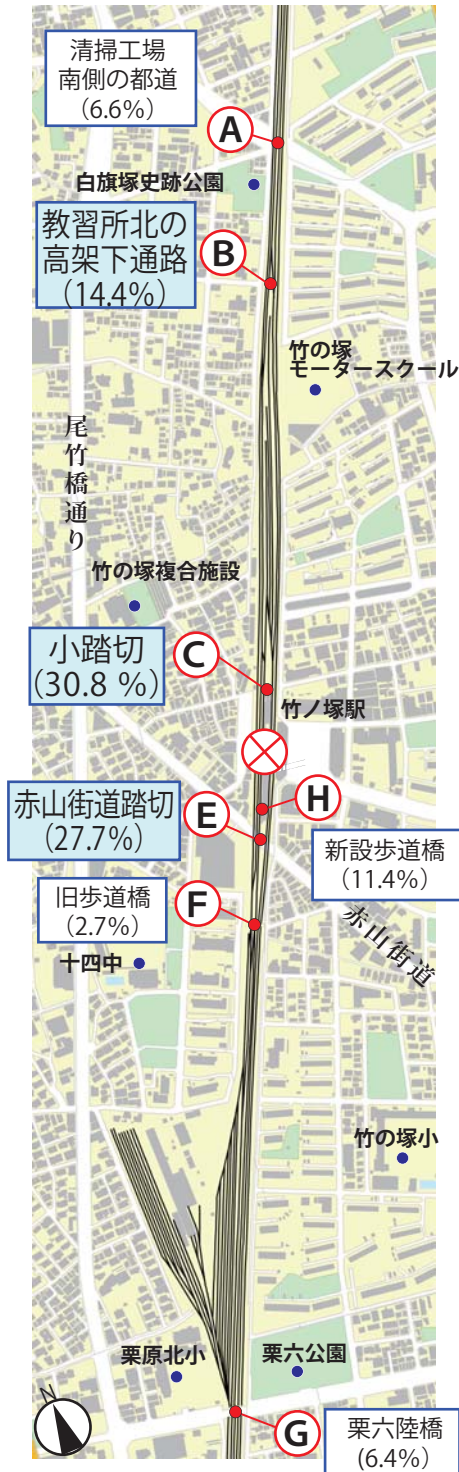 清掃工場
南側の都道
(6.6%)
A
白旗塚史跡公園
教習所北の
高架下通路
(14.4%)
B
竹の塚
モータースクール
尾竹橋通り
竹の塚複合施設
小踏切
(30.8 %)
C
竹ノ塚駅
H
赤山街道踏切
(27.7%)
E
新設歩道橋
(11.4%)
旧歩道橋
(2.7%)
F
赤山街道
十四中
竹の塚小
栗原北小
栗六公園
N
G
栗六陸橋
(6.4%)